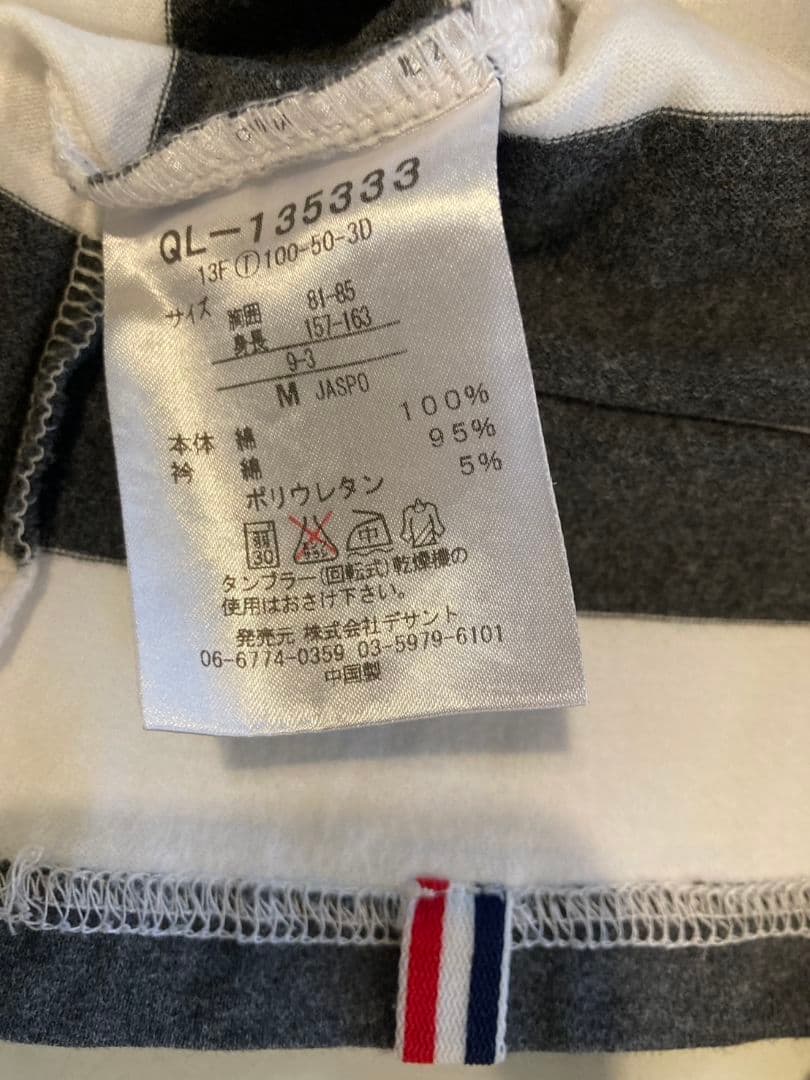 QL-135333
13F Ⓘ 100-50-3D
サイズ 胸囲 81-85
身長 157-163
9-3
M JASPO
本体 綿 100%
衿 綿 95%
ポリウレタン 5%
弱 30 中
タンブラー(回転式)乾燥機の
使用はおさけ下さい。
発売元 株式会社デサント
06-6774-0359 03-5979-6101
中国製